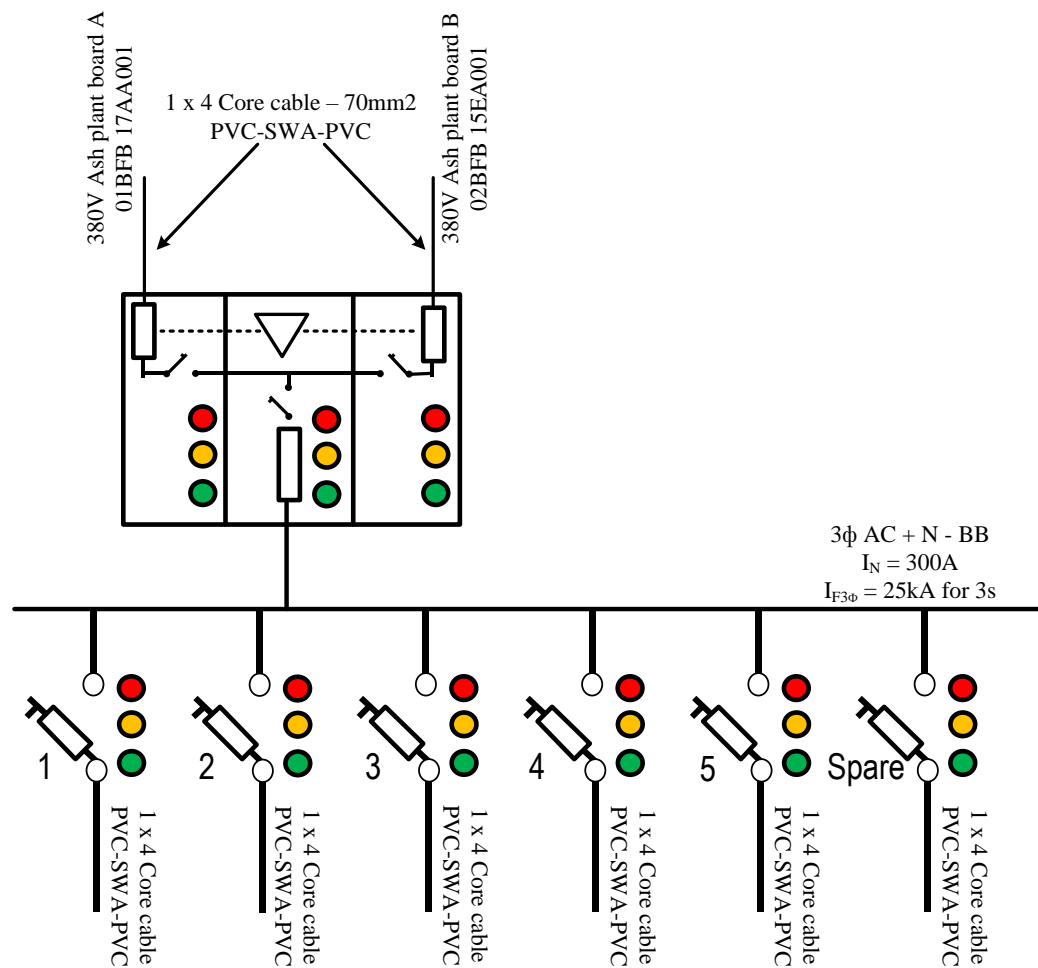 380V Ash plant board A
01BFB 17AA001
1 x 4 Core cable – 70mm2
PVC-SWA-PVC
380V Ash plant board B
02BFB 15EA001
3ф AC + N - BB
I_N = 300A
I_F3Φ = 25kA for 3s
1
2
3
4
5
Spare
1 x 4 Core cable
PVC-SWA-PVC
1 x 4 Core cable
PVC-SWA-PVC
1 x 4 Core cable
PVC-SWA-PVC
1 x 4 Core cable
PVC-SWA-PVC
1 x 4 Core cable
PVC-SWA-PVC
1 x 4 Core cable
PVC-SWA-PVC